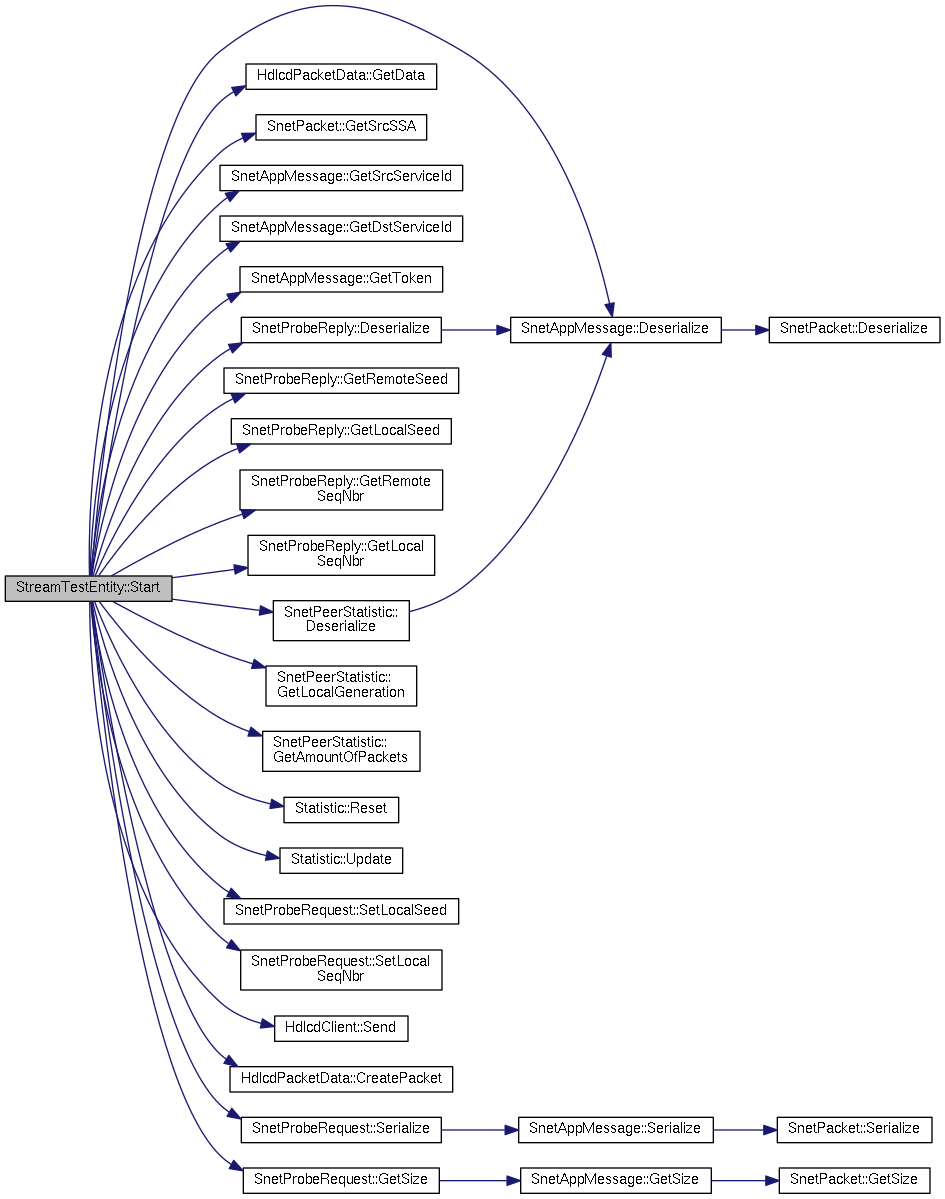 HdlcdPacketData::GetData
SnetPacket::GetSrcSSA
SnetAppMessage::GetSrcServiceId
SnetAppMessage::GetDstServiceId
SnetAppMessage::GetToken
SnetProbeReply::Deserialize
SnetAppMessage::Deserialize
SnetPacket::Deserialize
SnetProbeReply::GetRemoteSeed
SnetProbeReply::GetLocalSeed
SnetProbeReply::GetRemote
SeqNbr
SnetProbeReply::GetLocal
SeqNbr
StreamTestEntity::Start
SnetPeerStatistic::
Deserialize
SnetPeerStatistic::
GetLocalGeneration
SnetPeerStatistic::
GetAmountOfPackets
Statistic::Reset
Statistic::Update
SnetProbeRequest::SetLocalSeed
SnetProbeRequest::SetLocal
SeqNbr
HdlcdClient::Send
HdlcdPacketData::CreatePacket
SnetProbeRequest::Serialize
SnetAppMessage::Serialize
SnetPacket::Serialize
SnetProbeRequest::GetSize
SnetAppMessage::GetSize
SnetPacket::GetSize